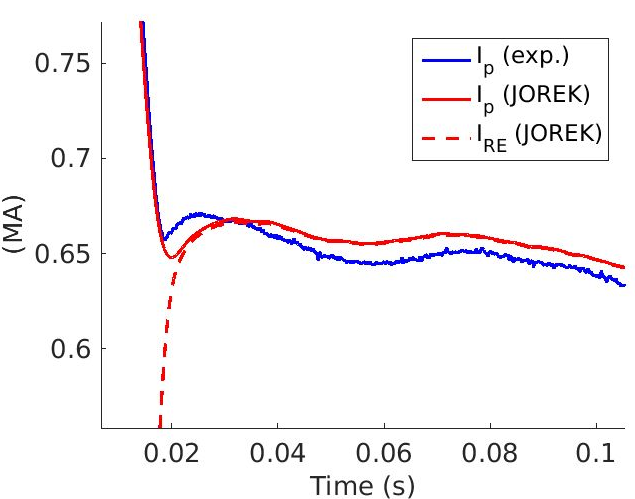 0.75
0.7
0.65
0.6
(MA)
I_p (exp.)
I_p (JOREK)
I_RE (JOREK)
0.02 0.04 0.06 0.08 0.1
Time (s)